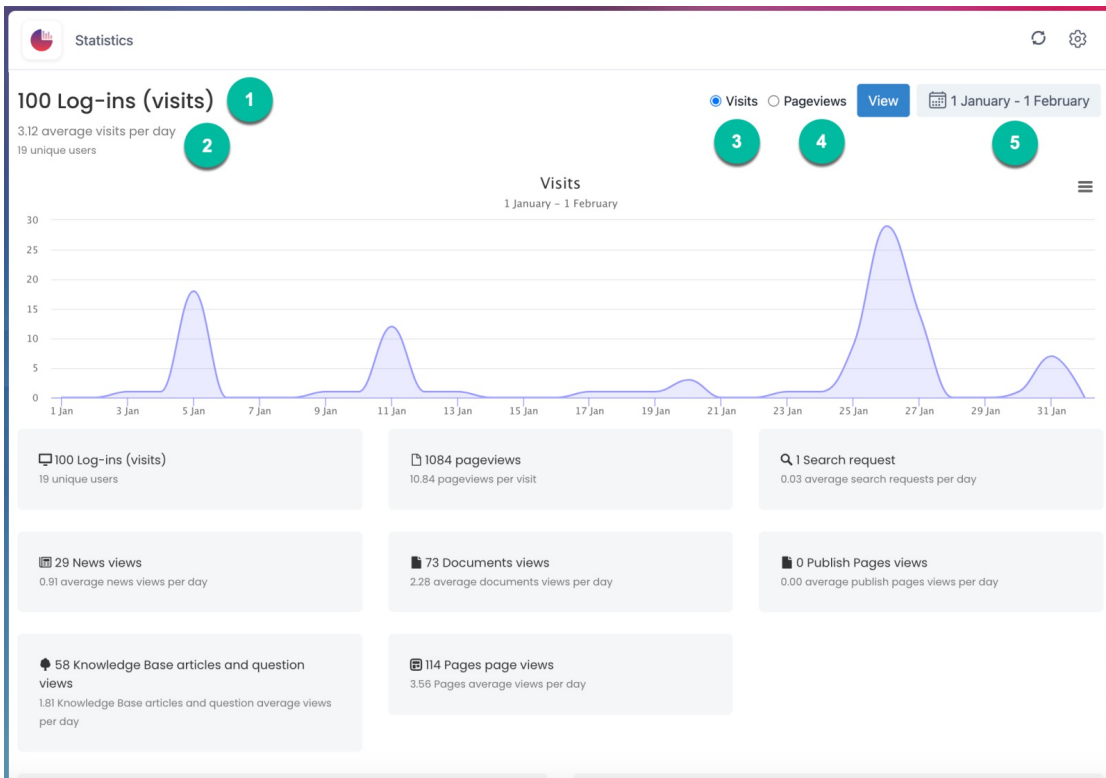 Statistics
100 Log-ins (visits)
1
3.12 average visits per day
2
19 unique users
Visits
Pageviews
View
1 January - 1 February
3
4
5
Visits
1 January – 1 February
30
25
20
15
10
5
0
1 Jan 3 Jan 5 Jan 7 Jan 9 Jan 11 Jan 13 Jan 15 Jan 17 Jan 19 Jan 21 Jan 23 Jan 25 Jan 27 Jan 29 Jan 31 Jan
100 Log-ins (visits)
19 unique users
1084 pageviews
10.84 pageviews per visit
1 Search request
0.03 average search requests per day
29 News views
0.91 average news views per day
73 Documents views
2.28 average documents views per day
0 Publish Pages views
0.00 average publish pages views per day
58 Knowledge Base articles and question
views
1.81 Knowledge Base articles and question average views
per day
114 Pages page views
3.56 Pages average views per day